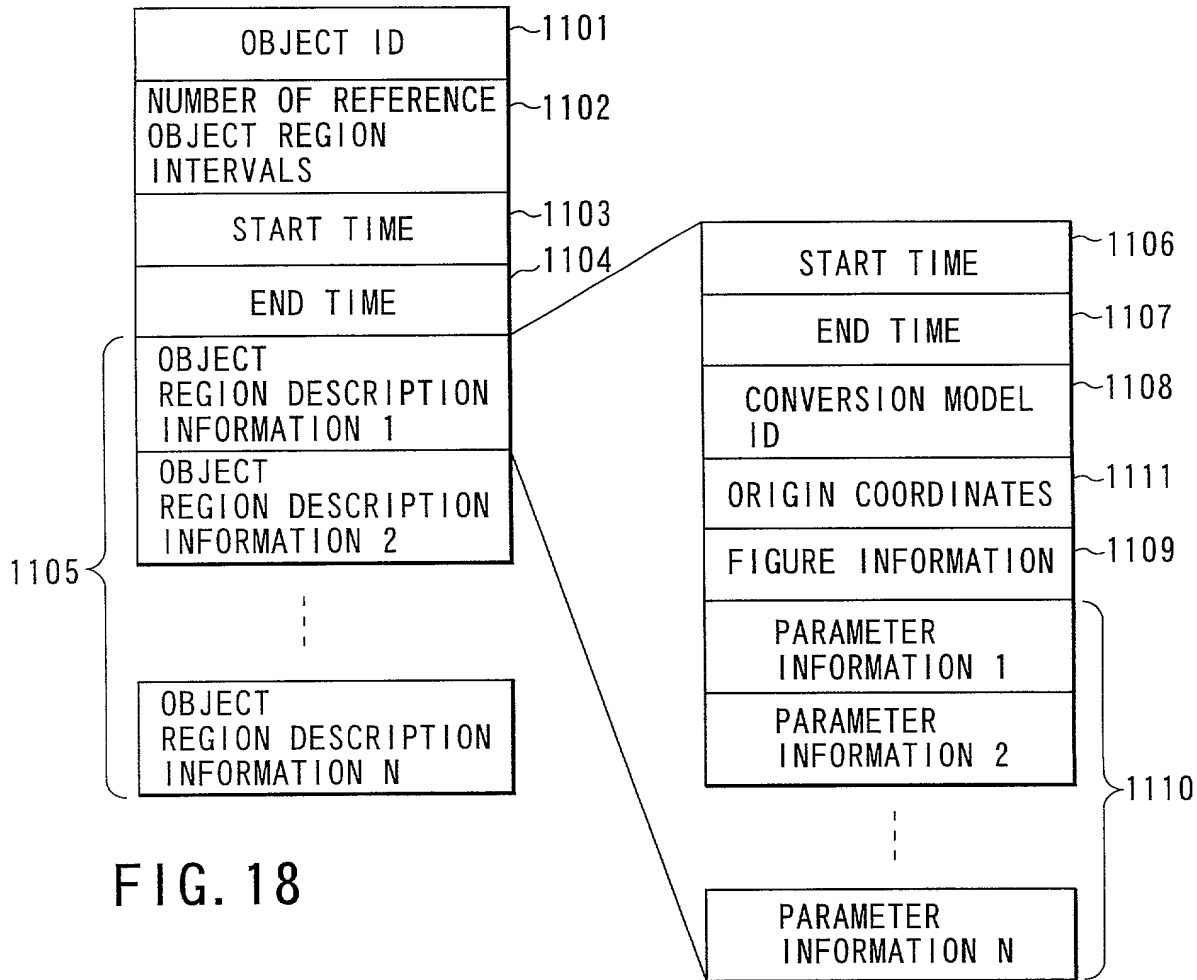 OBJECT ID
1101
NUMBER OF REFERENCE
OBJECT REGION
INTERVALS
1102
START TIME
1103
END TIME
1104
OBJECT
REGION DESCRIPTION
INFORMATION 1
OBJECT
REGION DESCRIPTION
INFORMATION 2
1105
OBJECT
REGION DESCRIPTION
INFORMATION N
START TIME
1106
END TIME
1107
CONVERSION MODEL
ID
1108
ORIGIN COORDINATES
1111
FIGURE INFORMATION
1109
PARAMETER
INFORMATION 1
PARAMETER
INFORMATION 2
1110
PARAMETER
INFORMATION N
FIG. 18